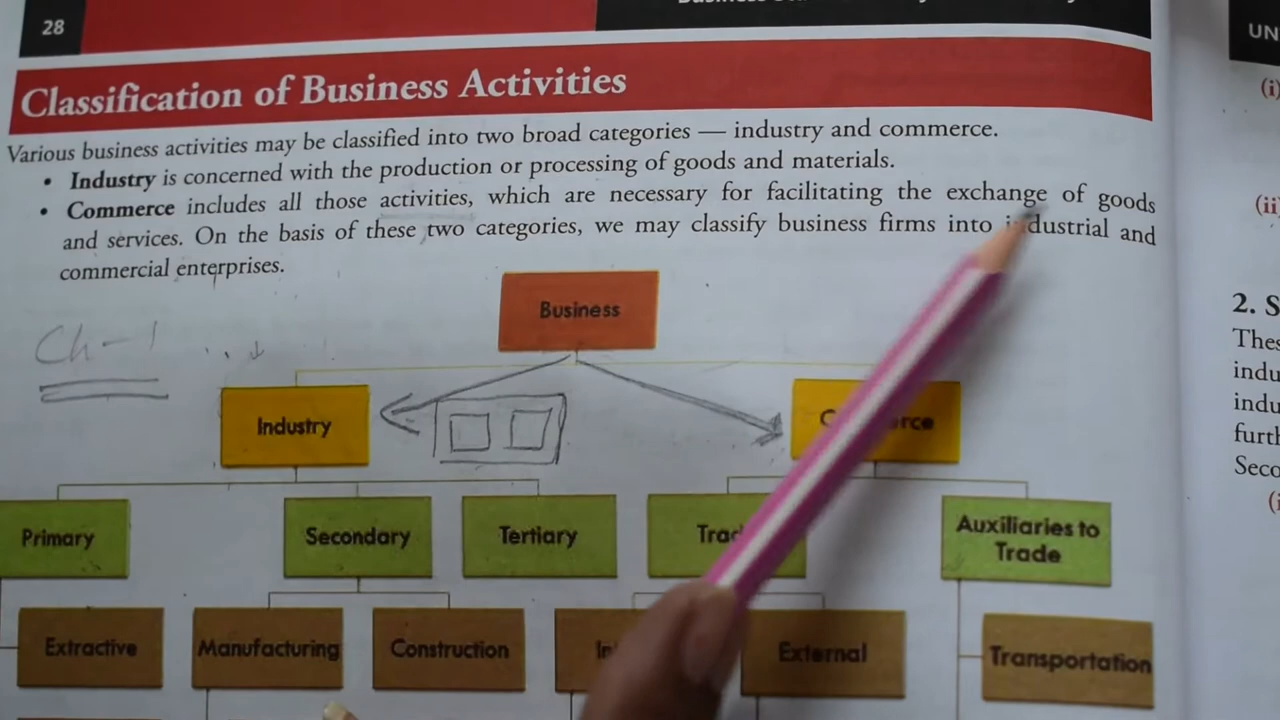 28
UN
Classification of Business Activities
Various business activities may be classified into two broad categories — industry and commerce.
• Industry is concerned with the production or processing of goods and materials.
• Commerce includes all those activities, which are necessary for facilitating the exchange of goods
and services. On the basis of these two categories, we may classify business firms into industrial and
commercial enterprises.
Business
Ch-1
Industry
Primary
Secondary
Tertiary
Auxiliaries to
Trade
Extractive
Manufacturing
Construction
External
Transportation
(i)
(ii)
2. S